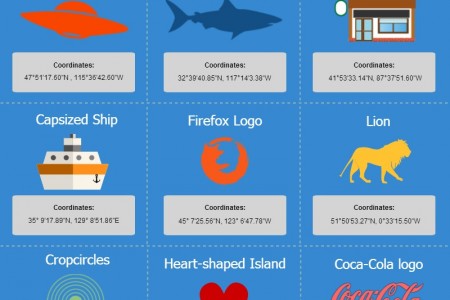 Coordinates:
47°51'17.60"N , 115°36'42.60"W
Coordinates:
32°39'40.85"N, 117°14'3.38"W
Coordinates:
41°53'33.14"N, 87°37'51.60"W
Capsized Ship
Firefox Logo
Lion
Coordinates:
35° 9'17.89"N, 129° 8'51.86"E
Coordinates:
45° 7'25.56"N, 123° 6'47.78"W
Coordinates:
51°50'53.27"N, 0°33'15.50"W
Cropcircles
Heart-shaped Island
Coca-Cola logo
Coca-Cola